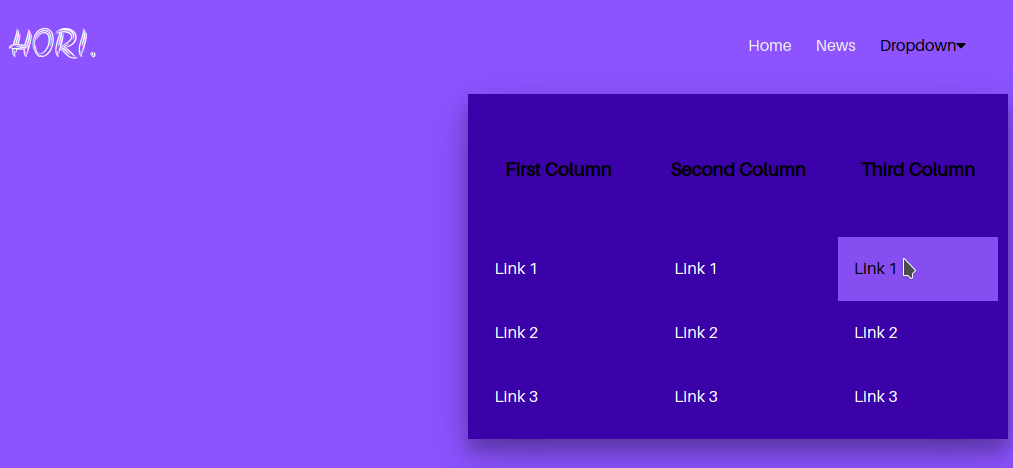 HORI.
Home News Dropdown
First Column Second Column Third Column
Link 1 Link 1 Link 1
Link 2 Link 2 Link 2
Link 3 Link 3 Link 3